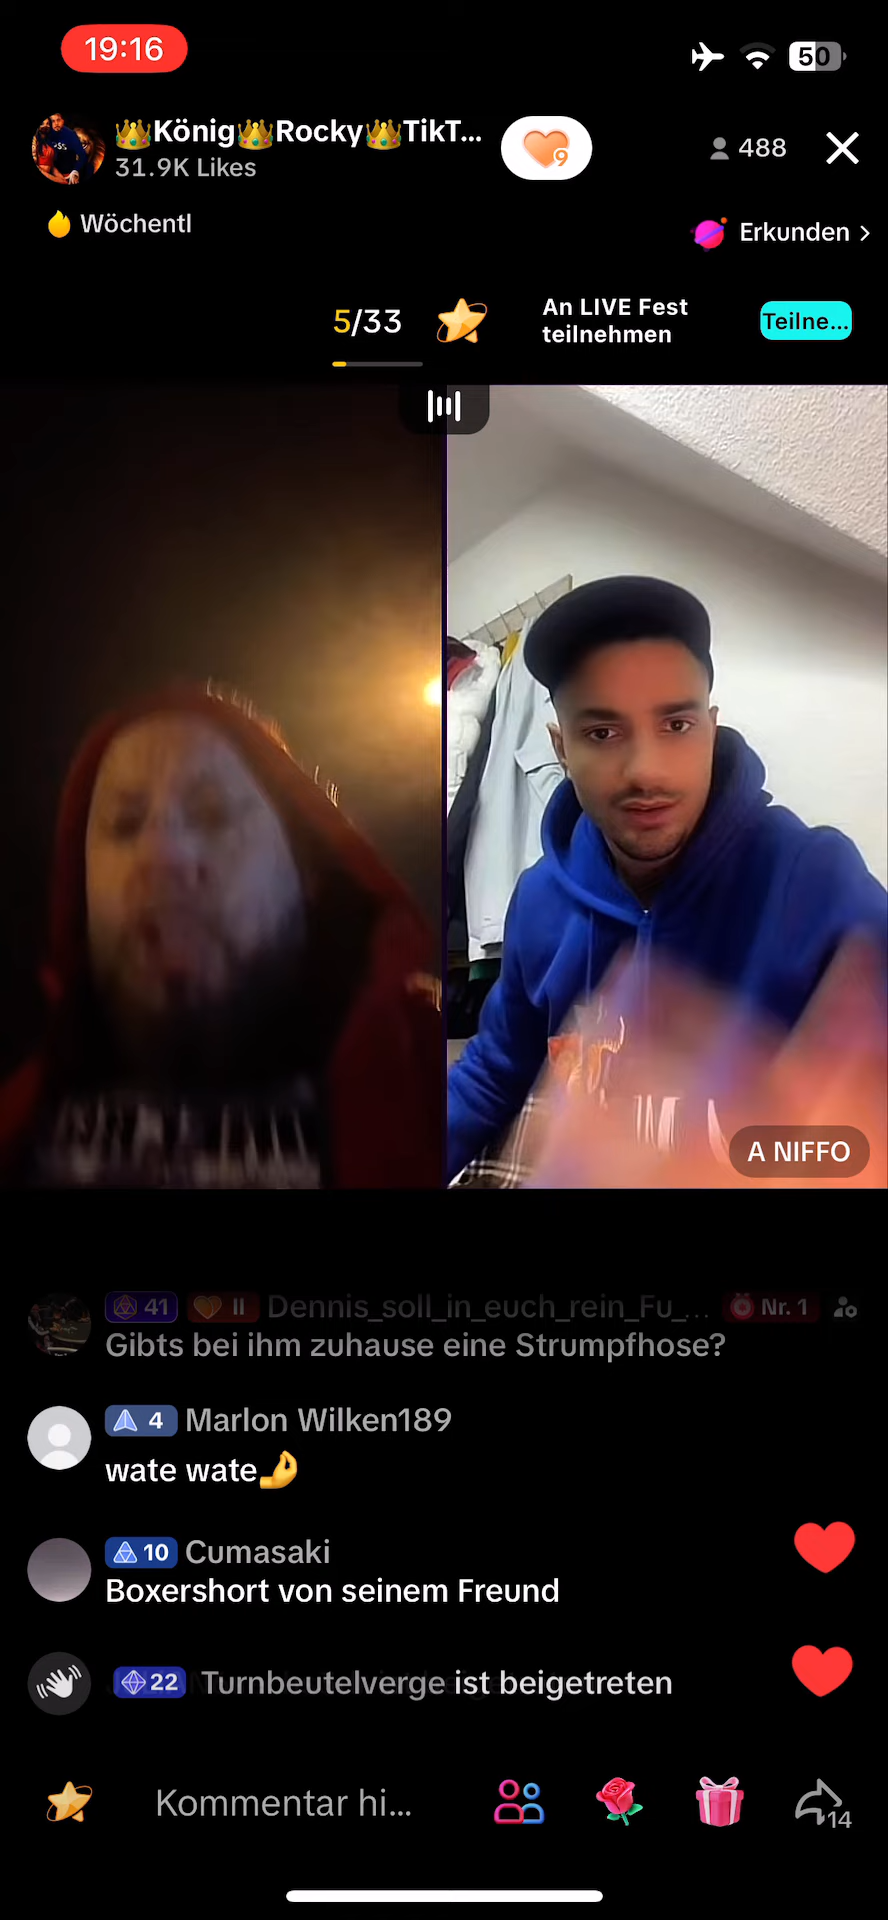 19:16
50
👑König👑Rocky👑TikT...
31.9K Likes
9
488
Wöchentl
Erkunden >
5/33
An LIVE Fest
teilnehmen
Teilne...
A NIFFO
41 II Dennis_soll_in_euch_rein_Fu_... Nr. 1
Gibts bei ihm zuhause eine Strumpfhose?
4 Marlon Wilken189
wate wate🤌
10 Cumasaki
Boxershort von seinem Freund
22 Turnbeutelverge ist beigetreten
Kommentar hi...
14